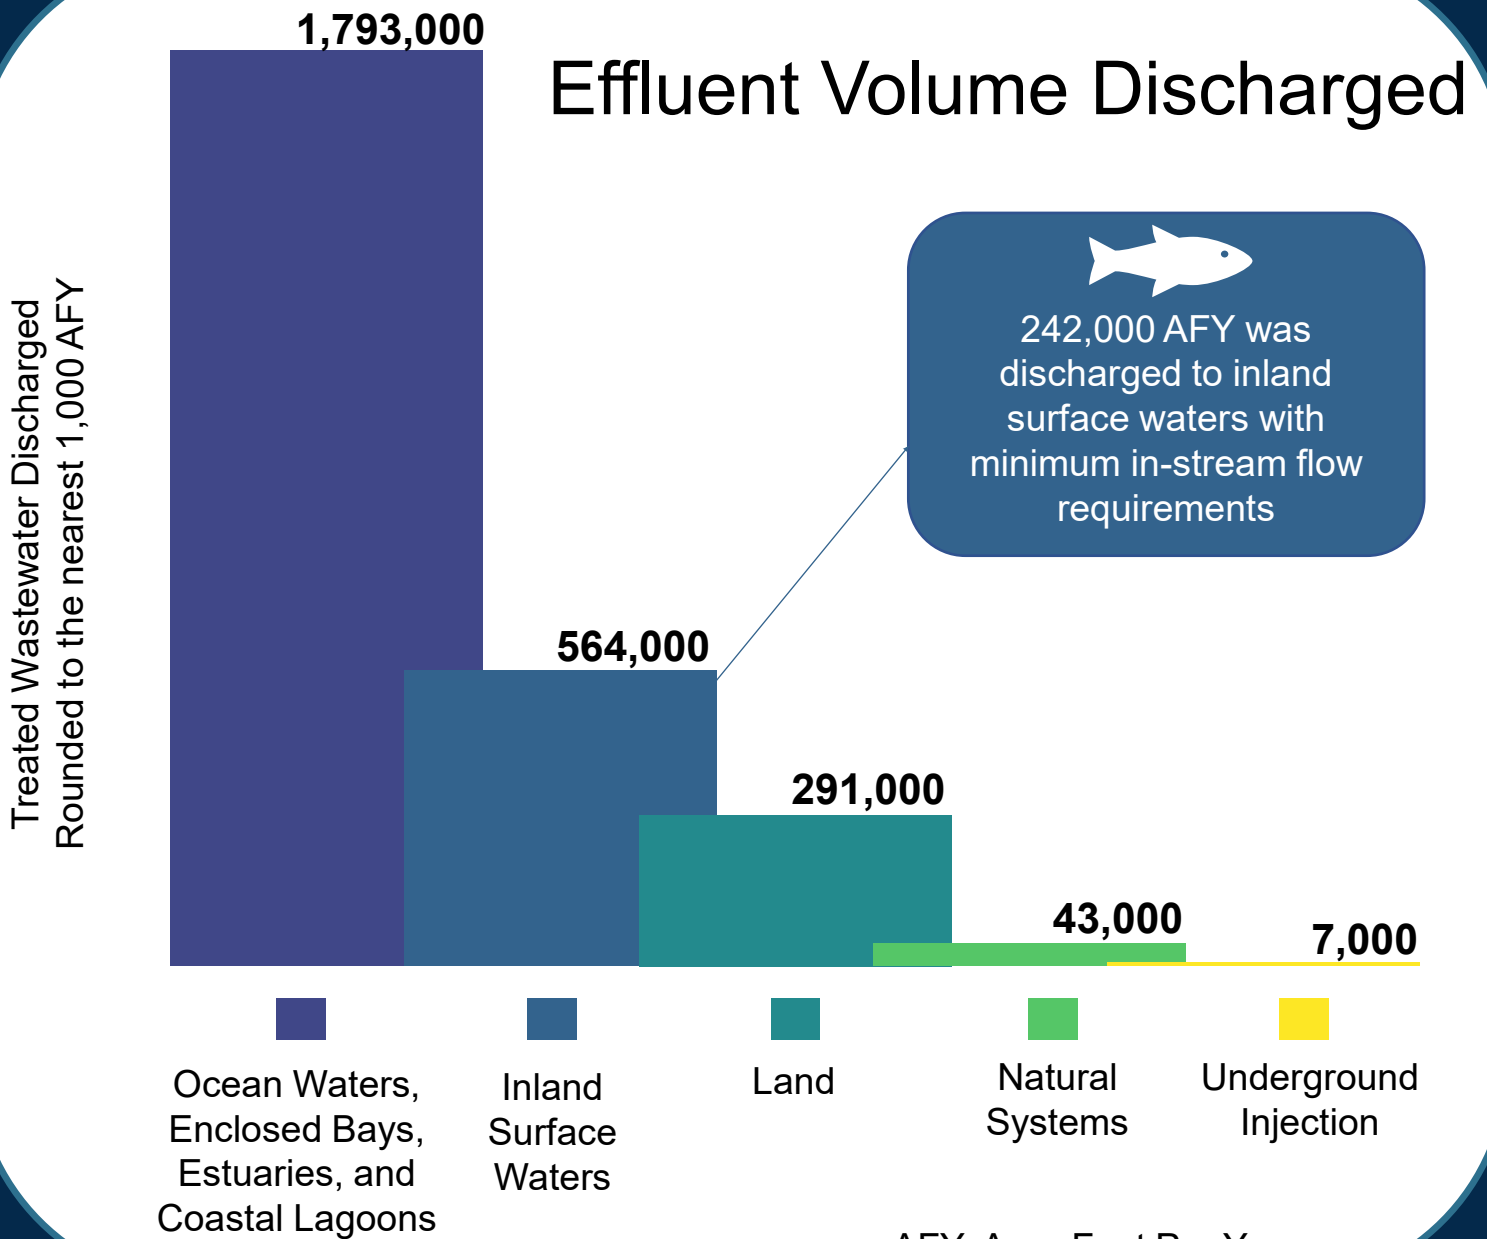 1,793,000
Effluent Volume Discharged
Treated Wastewater Discharged
Rounded to the nearest 1,000 AFY
242,000 AFY was
discharged to inland
surface waters with
minimum in-stream flow
requirements
564,000
291,000
43,000
7,000
Ocean Waters,
Enclosed Bays,
Estuaries, and
Coastal Lagoons
Inland
Surface
Waters
Land
Natural
Systems
Underground
Injection